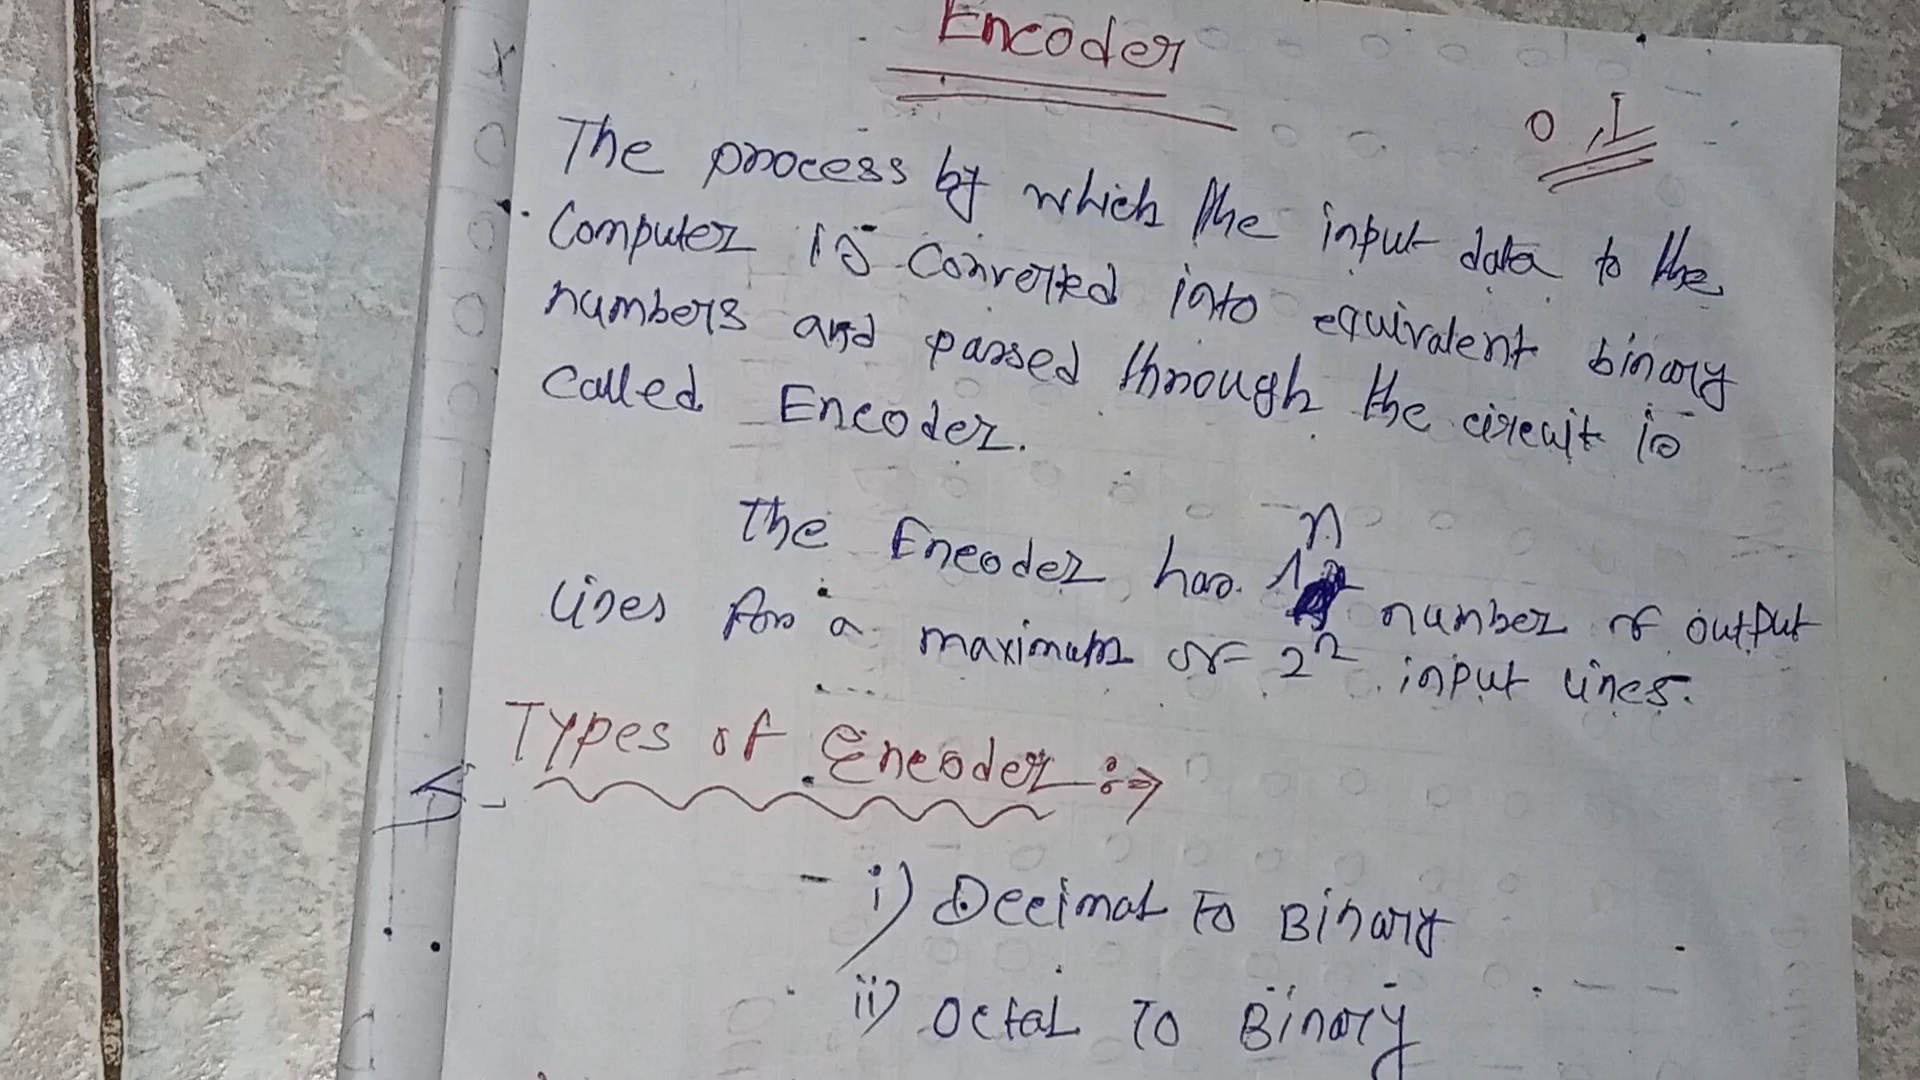 Encoder
0,1
The process by which the input data to the
Computer is converted into equivalent binary
numbers and passed through the circuit is
called Encoder.
The Encoder has n number of output
lines for a maximum of 2^n input lines.
Types of Encoder :->
i) Decimal To Binary
ii) Octal To Binary